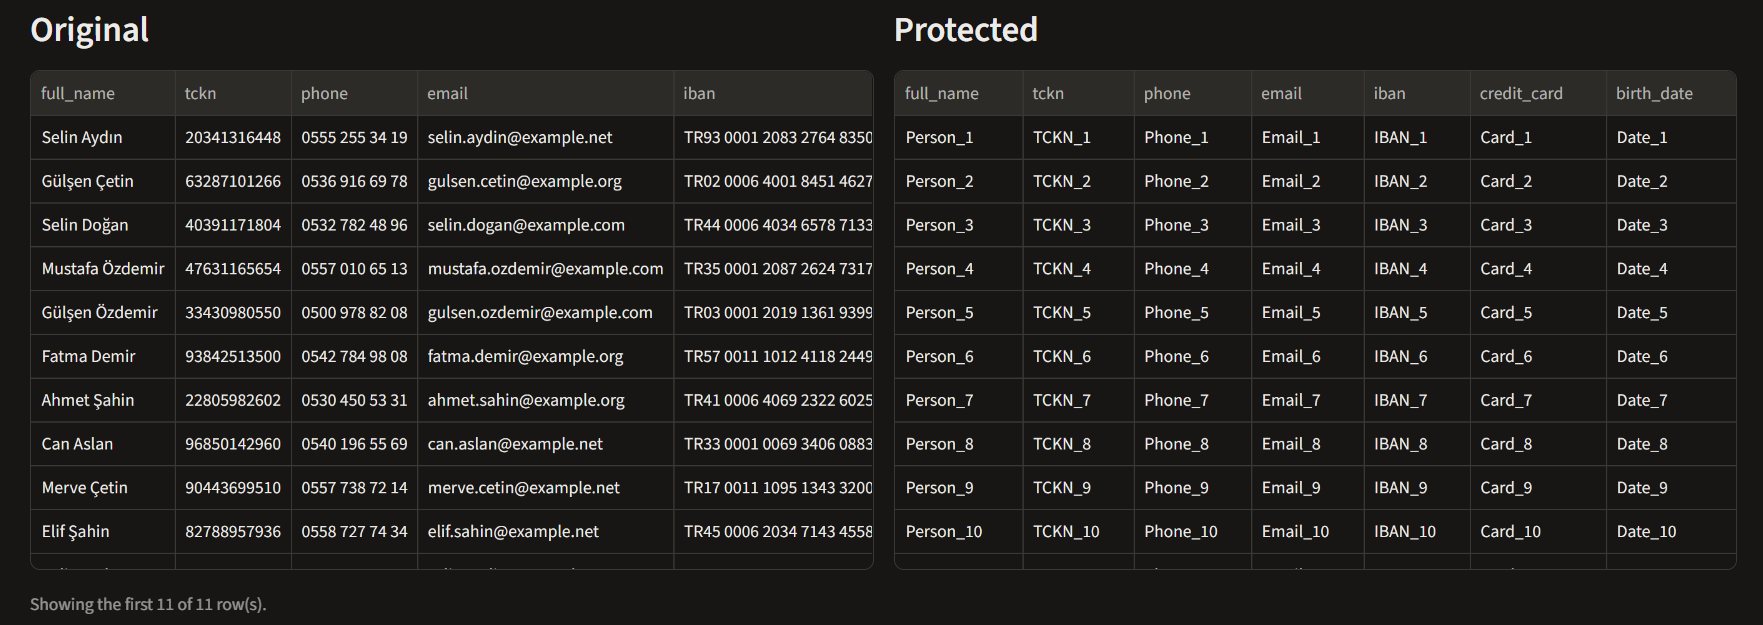 Original
full_name tckn phone email iban
Selin Aydın 20341316448 0555 255 34 19 selin.aydin@example.net TR93 0001 2083 2764 8350
Gülşen Çetin 63287101266 0536 916 69 78 gulsen.cetin@example.org TR02 0006 4001 8451 4627
Selin Doğan 40391171804 0532 782 48 96 selin.dogan@example.com TR44 0006 4034 6578 7133
Mustafa Özdemir 47631165654 0557 010 65 13 mustafa.ozdemir@example.com TR35 0001 2087 2624 7317
Gülşen Özdemir 33430980550 0500 978 82 08 gulsen.ozdemir@example.com TR03 0001 2019 1361 9399
Fatma Demir 93842513500 0542 784 98 08 fatma.demir@example.org TR57 0011 1012 4118 2449
Ahmet Şahin 22805982602 0530 450 53 31 ahmet.sahin@example.org TR41 0006 4069 2322 6025
Can Aslan 96850142960 0540 196 55 69 can.aslan@example.net TR33 0001 0069 3406 0883
Merve Çetin 90443699510 0557 738 72 14 merve.cetin@example.net TR17 0011 1095 1343 3200
Elif Şahin 82788957936 0558 727 74 34 elif.sahin@example.net TR45 0006 2034 7143 4558
Showing the first 11 of 11 row(s).
Protected
full_name tckn phone email iban credit_card birth_date
Person_1 TCKN_1 Phone_1 Email_1 IBAN_1 Card_1 Date_1
Person_2 TCKN_2 Phone_2 Email_2 IBAN_2 Card_2 Date_2
Person_3 TCKN_3 Phone_3 Email_3 IBAN_3 Card_3 Date_3
Person_4 TCKN_4 Phone_4 Email_4 IBAN_4 Card_4 Date_4
Person_5 TCKN_5 Phone_5 Email_5 IBAN_5 Card_5 Date_5
Person_6 TCKN_6 Phone_6 Email_6 IBAN_6 Card_6 Date_6
Person_7 TCKN_7 Phone_7 Email_7 IBAN_7 Card_7 Date_7
Person_8 TCKN_8 Phone_8 Email_8 IBAN_8 Card_8 Date_8
Person_9 TCKN_9 Phone_9 Email_9 IBAN_9 Card_9 Date_9
Person_10 TCKN_10 Phone_10 Email_10 IBAN_10 Card_10 Date_10